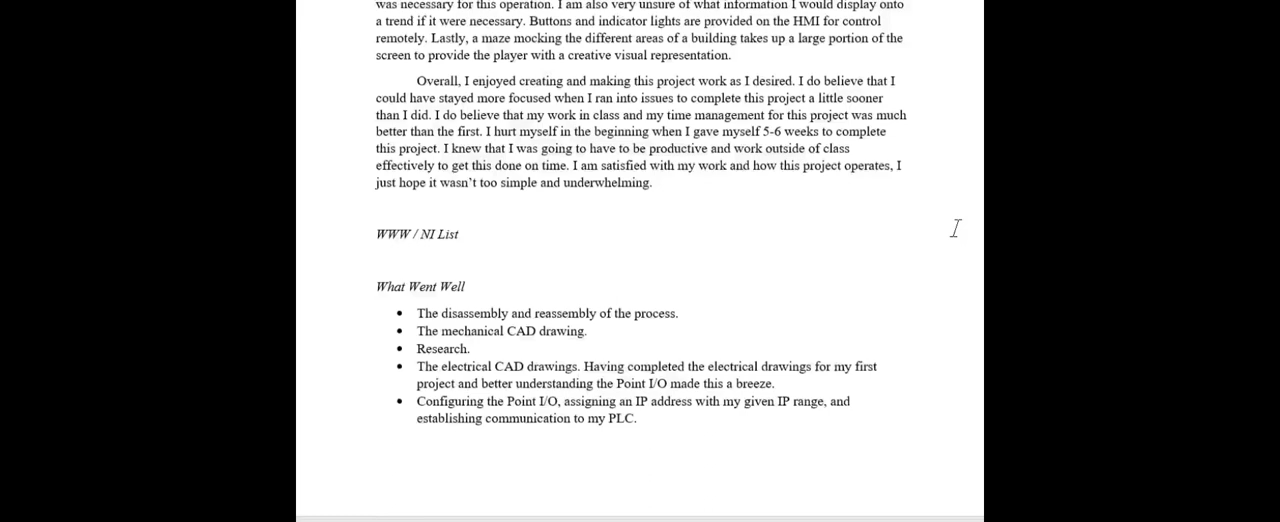 was necessary for this operation. I am also very unsure of what information I would display onto
a trend if it were necessary. Buttons and indicator lights are provided on the HMI for control
remotely. Lastly, a maze mocking the different areas of a building takes up a large portion of the
screen to provide the player with a creative visual representation.
Overall, I enjoyed creating and making this project work as I desired. I do believe that I
could have stayed more focused when I ran into issues to complete this project a little sooner
than I did. I do believe that my work in class and my time management for this project was much
better than the first. I hurt myself in the beginning when I gave myself 5-6 weeks to complete
this project. I knew that I was going to have to be productive and work outside of class
effectively to get this done on time. I am satisfied with my work and how this project operates, I
just hope it wasn't too simple and underwhelming.
WWW / NI List
What Went Well
• The disassembly and reassembly of the process.
• The mechanical CAD drawing.
• Research.
• The electrical CAD drawings. Having completed the electrical drawings for my first
project and better understanding the Point I/O made this a breeze.
• Configuring the Point I/O, assigning an IP address with my given IP range, and
establishing communication to my PLC.